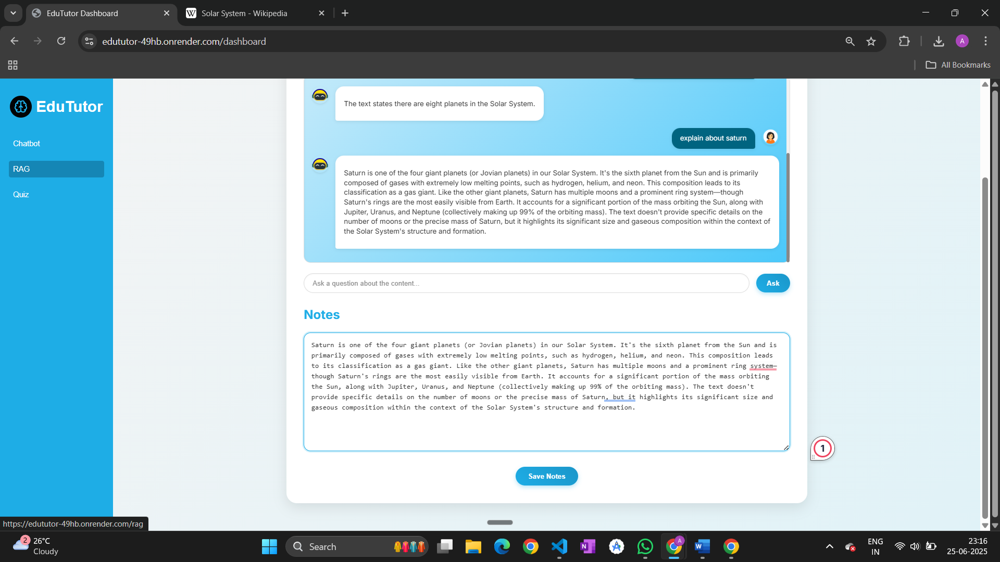 EduTutor Dashboard
Solar System - Wikipedia
edututor-49hb.onrender.com/dashboard
A
All Bookmarks
EduTutor
Chatbot
RAG
Quiz
The text states there are eight planets in the Solar System.
explain about saturn
Saturn is one of the four giant planets (or Jovian planets) in our Solar System. It's the sixth planet from the Sun and is primarily
composed of gases with extremely low melting points, such as hydrogen, helium, and neon. This composition leads to its
classification as a gas giant. Like the other giant planets, Saturn has multiple moons and a prominent ring system—though
Saturn's rings are the most easily visible from Earth. It accounts for a significant portion of the mass orbiting the Sun, along with
Jupiter, Uranus, and Neptune (collectively making up 99% of the orbiting mass). The text doesn't provide specific details on the
number of moons or the precise mass of Saturn, but it highlights its significant size and gaseous composition within the context of
the Solar System's structure and formation.
Ask a question about the content...
Ask
Notes
Saturn is one of the four giant planets (or Jovian planets) in our Solar System. It's the sixth planet from the Sun and is
primarily composed of gases with extremely low melting points, such as hydrogen, helium, and neon. This composition leads
to its classification as a gas giant. Like the other giant planets, Saturn has multiple moons and a prominent ring system—
though Saturn's rings are the most easily visible from Earth. It accounts for a significant portion of the mass orbiting
the Sun, along with Jupiter, Uranus, and Neptune (collectively making up 99% of the orbiting mass). The text doesn't
provide specific details on the number of moons or the precise mass of Saturn, but it highlights its significant size and
gaseous composition within the context of the Solar System's structure and formation.
1
Save Notes
https://edututor-49hb.onrender.com/rag
2
26°C
Cloudy
Search
A
ENG
IN
23:16
25-06-2025